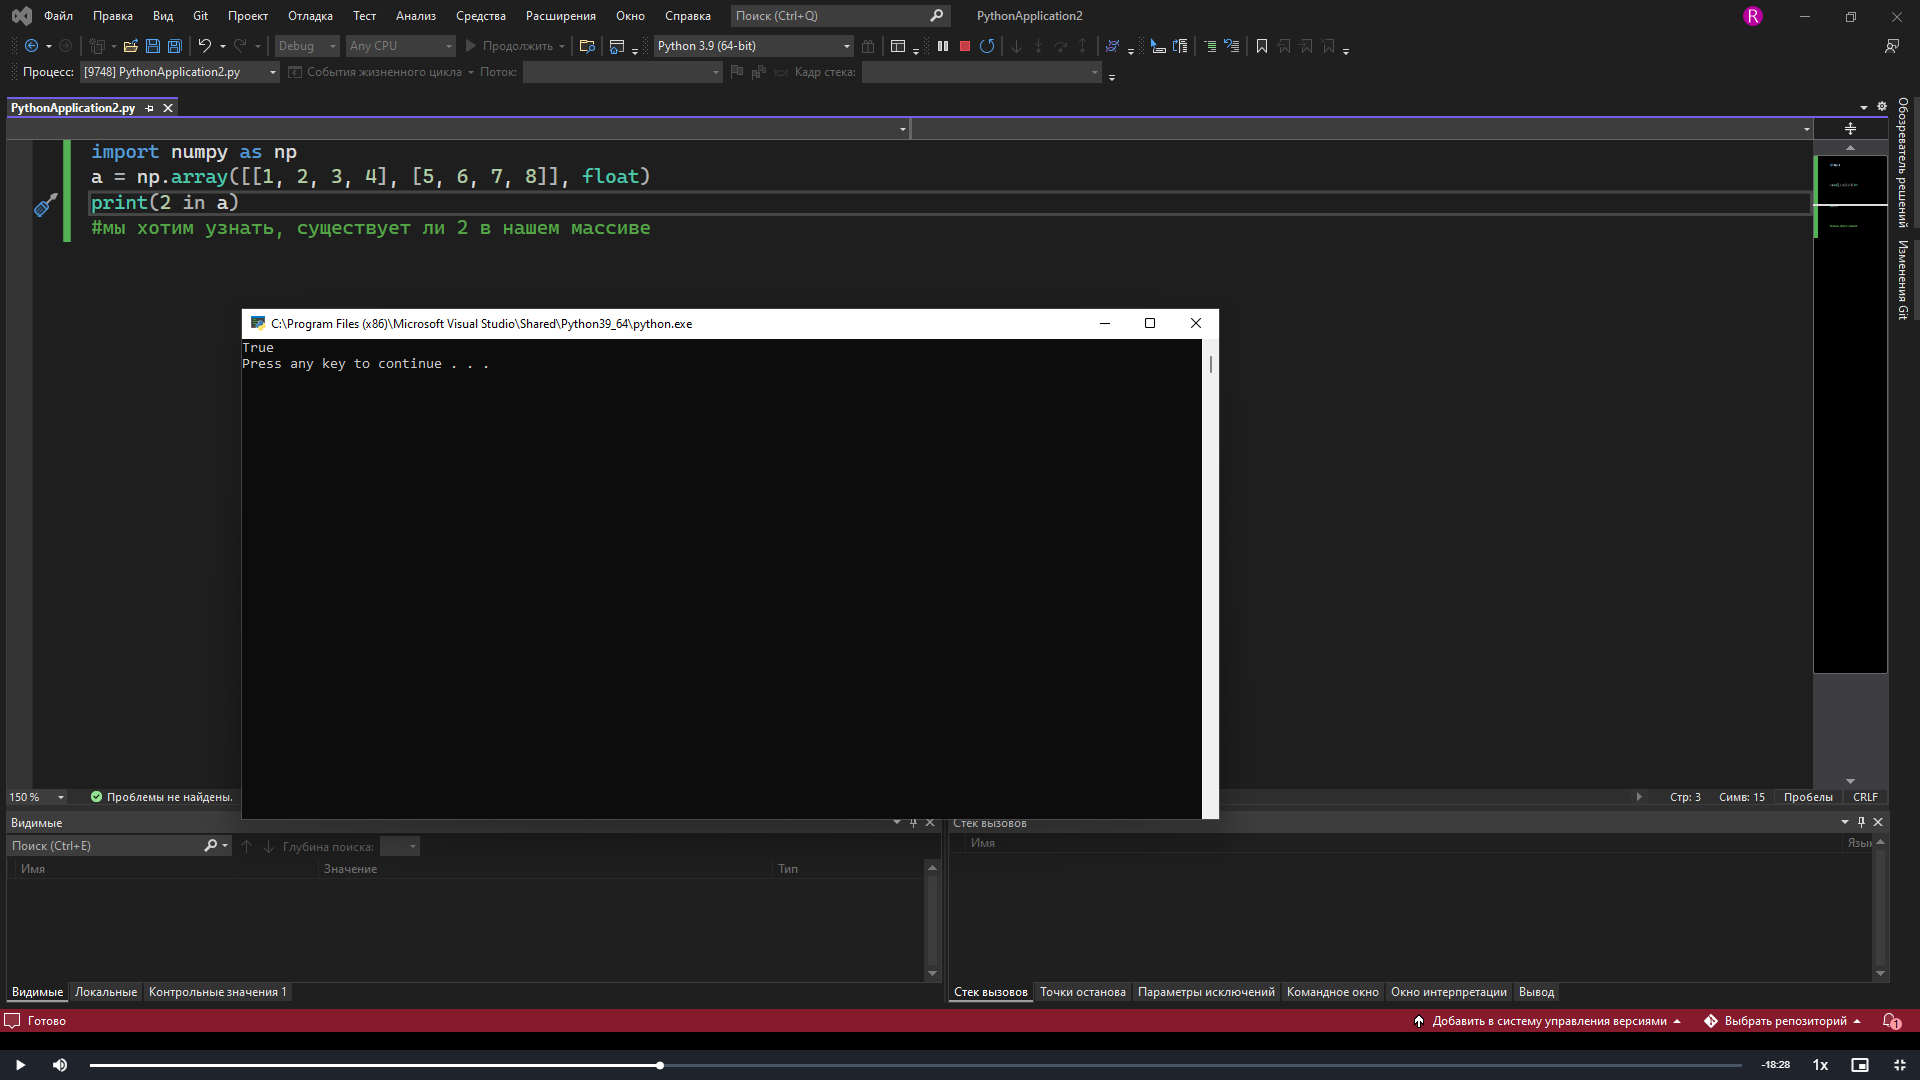 Файл Правка Вид Git Проект Отладка Тест Анализ Средства Расширения Окно Справка Поиск (Ctrl+Q) PythonApplication2 R
Debug Any CPU Продолжить Python 3.9 (64-bit)
Процесс: [9748] PythonApplication2.py События жизненного цикла Поток: Кадр стека:
PythonApplication2.py
import numpy as np
a = np.array([[1, 2, 3, 4], [5, 6, 7, 8]], float)
print(2 in a)
#мы хотим узнать, существует ли 2 в нашем массиве
Обозреватель решений
Изменения Git
C:\Program Files (x86)\Microsoft Visual Studio\Shared\Python39_64\python.exe
True
Press any key to continue . . .
150 % Проблемы не найдены. Стр: 3 Симв: 15 Пробелы CRLF
Видимые
Поиск (Ctrl+E) Глубина поиска:
Имя Значение Тип
Видимые Локальные Контрольные значения 1
Стек вызовов
Имя Язык
Стек вызовов Точки останова Параметры исключений Командное окно Окно интерпретации Вывод
Готово Добавить в систему управления версиями Выбрать репозиторий 1
-18:28 1x